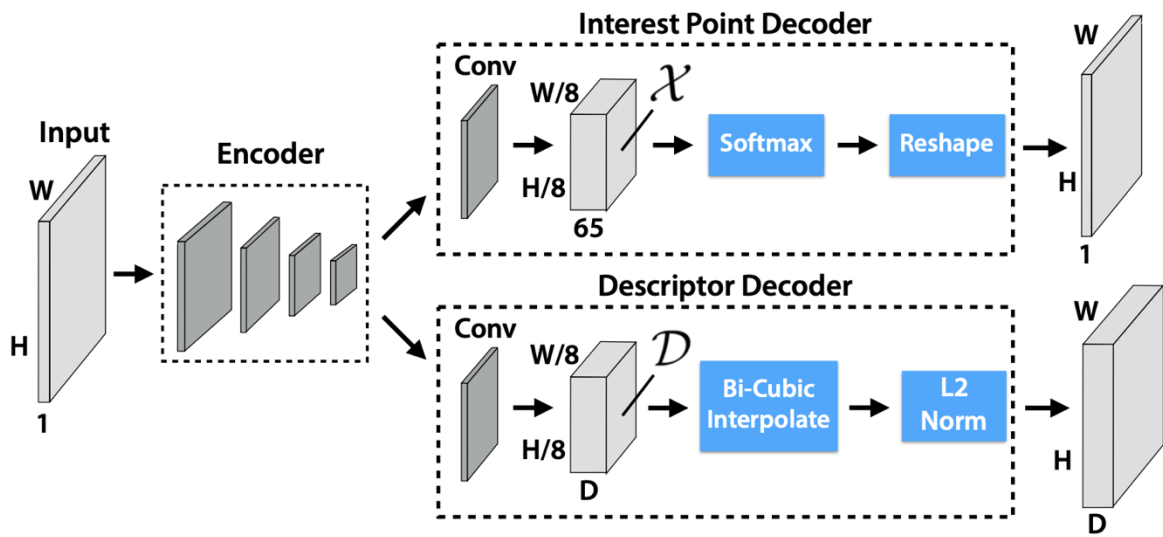 Input
W
H
1
Encoder
Interest Point Decoder
Conv
W/8
H/8
65
𝒳
Softmax
Reshape
W
H
1
Descriptor Decoder
Conv
W/8
H/8
D
𝒟
Bi-Cubic
Interpolate
L2
Norm
W
H
D